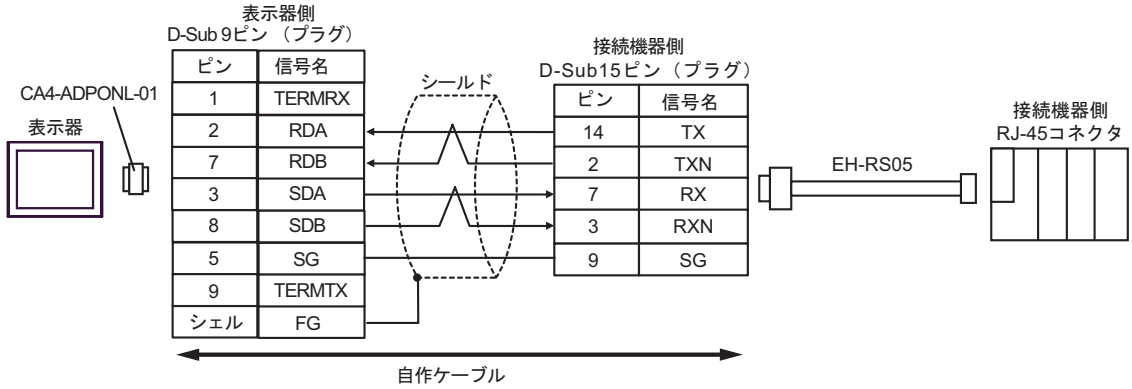 表示器側
D-Sub 9ピン (プラグ)
接続機器側
D-Sub15ピン (プラグ)
シールド
CA4-ADPONL-01
表示器
ピン 信号名
1 TERMRX
2 RDA
7 RDB
3 SDA
8 SDB
5 SG
9 TERMTX
シェル FG
ピン 信号名
14 TX
2 TXN
7 RX
3 RXN
9 SG
EH-RS05
接続機器側
RJ-45コネクタ
自作ケーブル